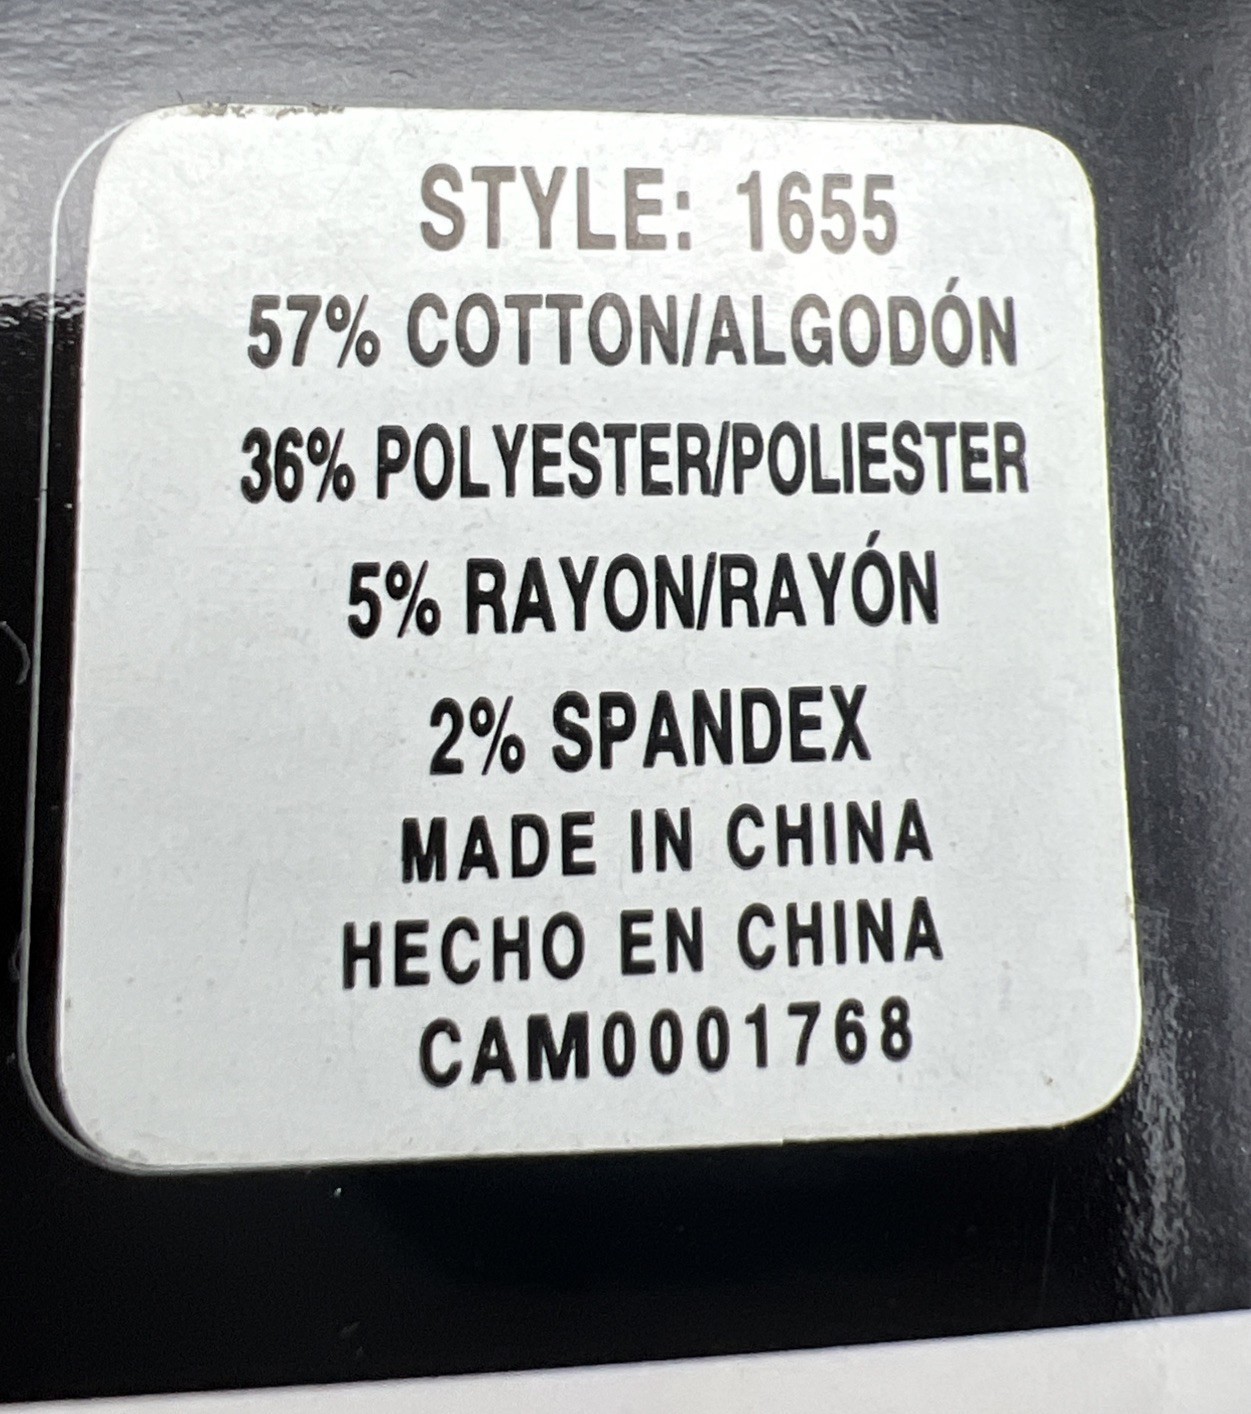 STYLE: 1655
57% COTTON/ALGODÓN
36% POLYESTER/POLIESTER
5% RAYON/RAYÓN
2% SPANDEX
MADE IN CHINA
HECHO EN CHINA
CAM0001768